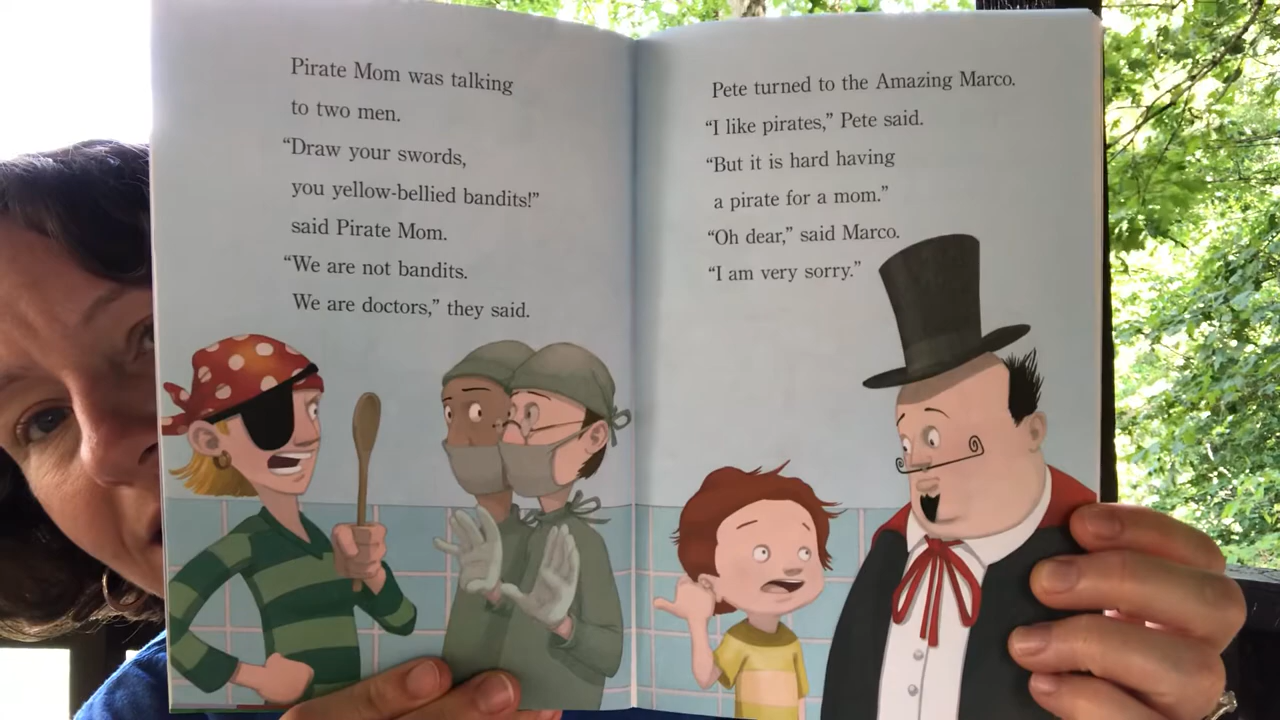 Pirate Mom was talking
to two men.
“Draw your swords,
you yellow-bellied bandits!”
said Pirate Mom.
“We are not bandits.
We are doctors,” they said.
Pete turned to the Amazing Marco.
“I like pirates,” Pete said.
“But it is hard having
a pirate for a mom.”
“Oh dear,” said Marco.
“I am very sorry.”